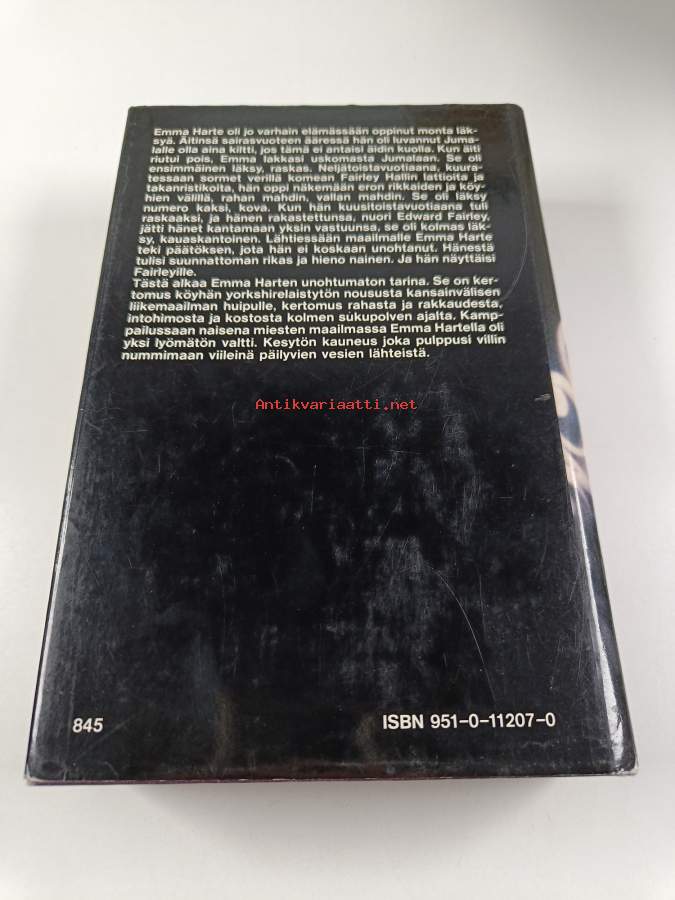 Emma Harte oli jo varhain elämässään oppinut monta läk-
syä. Äitinsä sairasvuoteen ääressä hän oli luvannut Juma-
lalle olla aina kiltti, jos tämä ei antaisi äidin kuolla. Kun äiti
riutui pois, Emma lakkasi uskomasta Jumalaan. Se oli
ensimmäinen läksy, raskas. Neljätoistavuotiaana, kuura-
tessaan sormet verillä komean Fairley Hallin lattioita ja
takanristikoita, hän oppi näkemään eron rikkaiden ja köy-
hien välillä, rahan mahdin, vallan mahdin. Se oli läksy
numero kaksi, kova. Kun hän kuusitoistavuotiaana tuli
raskaaksi, ja hänen rakastettunsa, nuori Edward Fairley,
jätti hänet kantamaan yksin vastuunsa, se oli kolmas läk-
sy, kauaskantoinen. Lähtiessään maailmalle Emma Harte
teki päätöksen, jota hän ei koskaan unohtanut. Hänestä
tulisi suunnattoman rikas ja hieno nainen. Ja hän näyttäisi
Fairleyille.
Tästä alkaa Emma Harten unohtumaton tarina. Se on ker-
tomus köyhän yorkshirelaistytön noususta kansainvälisen
liikemaailman huipulle, kertomus rahasta ja rakkaudesta,
intohimosta ja kostosta kolmen sukupolven ajalta. Kamp-
pailussaan naisena miesten maailmassa Emma Hartella oli
yksi lyömätön valtti. Kesytön kauneus joka pulppusi villin
nummimaan viileinä päilyvien vesien lähteistä.
Antikvariaatti.net
845
ISBN 951-0-11207-0